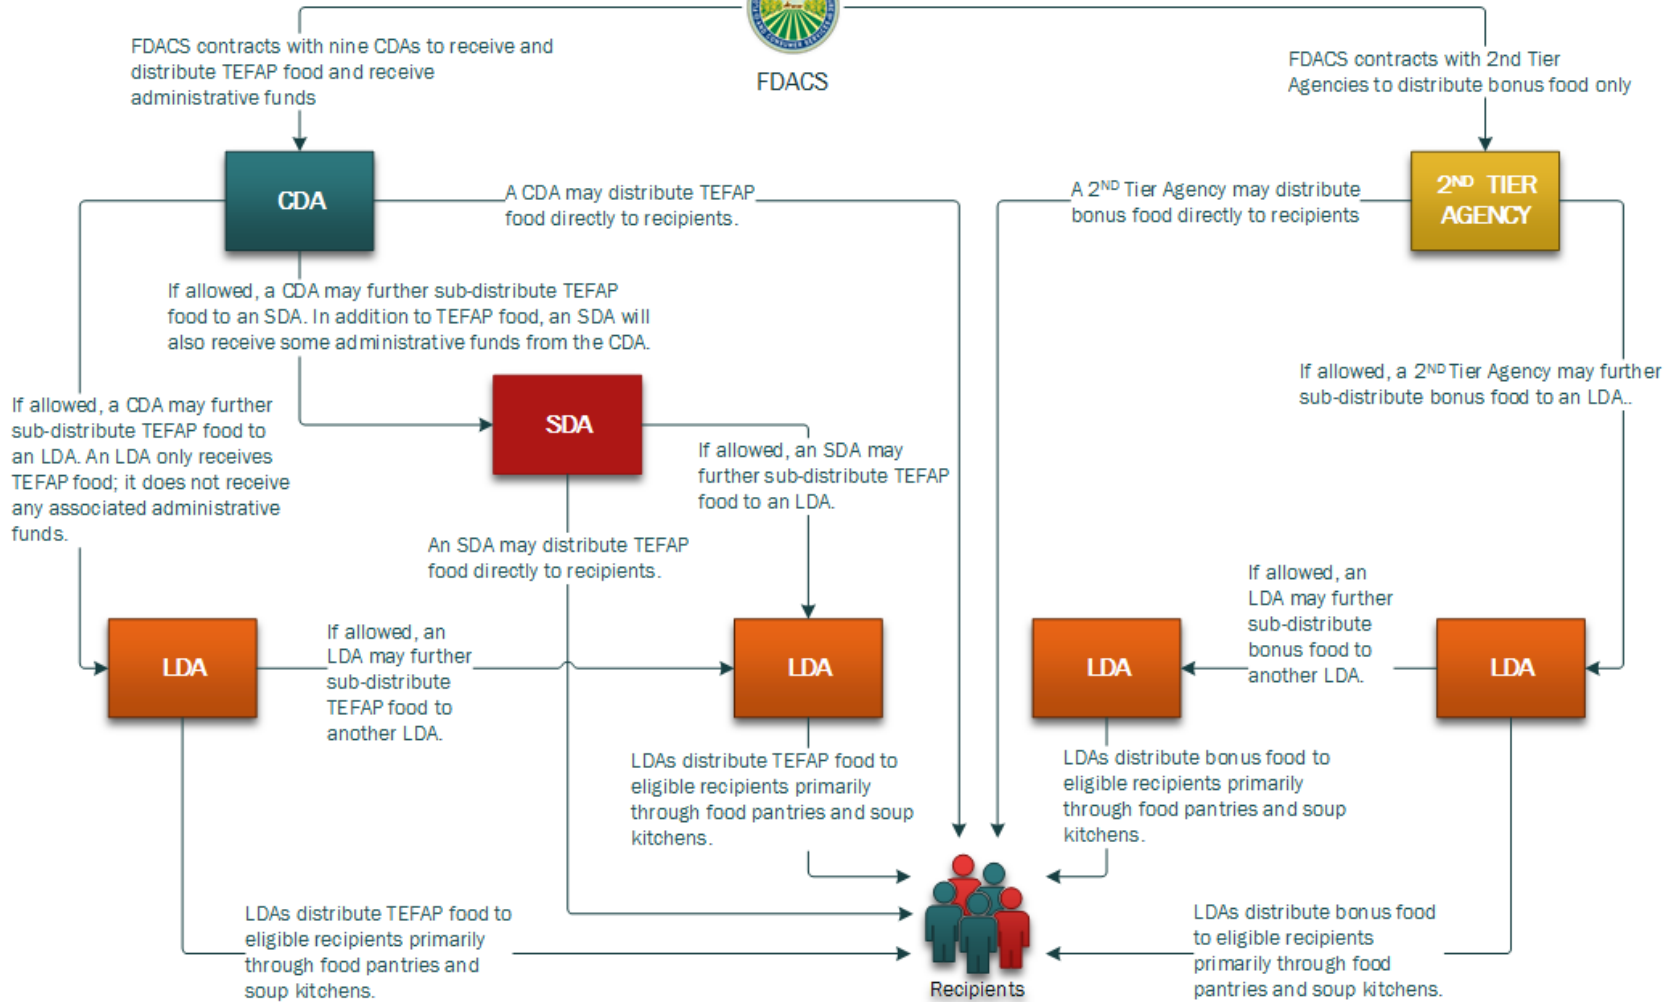 AND CONSUMER SERVICES
FDACS
FDACS contracts with nine CDAs to receive and
distribute TEFAP food and receive
administrative funds
FDACS contracts with 2nd Tier
Agencies to distribute bonus food only
CDA
A CDA may distribute TEFAP
food directly to recipients.
A 2ND Tier Agency may distribute
bonus food directly to recipients
2ND TIER
AGENCY
If allowed, a CDA may further sub-distribute TEFAP
food to an SDA. In addition to TEFAP food, an SDA will
also receive some administrative funds from the CDA.
If allowed, a 2ND Tier Agency may further
sub-distribute bonus food to an LDA..
If allowed, a CDA may further
sub-distribute TEFAP food to
an LDA. An LDA only receives
TEFAP food; it does not receive
any associated administrative
funds.
SDA
If allowed, an SDA may
further sub-distribute TEFAP
food to an LDA.
An SDA may distribute TEFAP
food directly to recipients.
LDA
If allowed, an
LDA may further
sub-distribute
TEFAP food to
another LDA.
LDA
LDA
If allowed, an
LDA may further
sub-distribute
bonus food to
another LDA.
LDA
LDAs distribute TEFAP food to
eligible recipients primarily
through food pantries and soup
kitchens.
LDAs distribute bonus food to
eligible recipients primarily
through food pantries and soup
kitchens.
LDAs distribute TEFAP food to
eligible recipients primarily
through food pantries and
soup kitchens.
Recipients
LDAs distribute bonus food
to eligible recipients
primarily through food
pantries and soup kitchens.